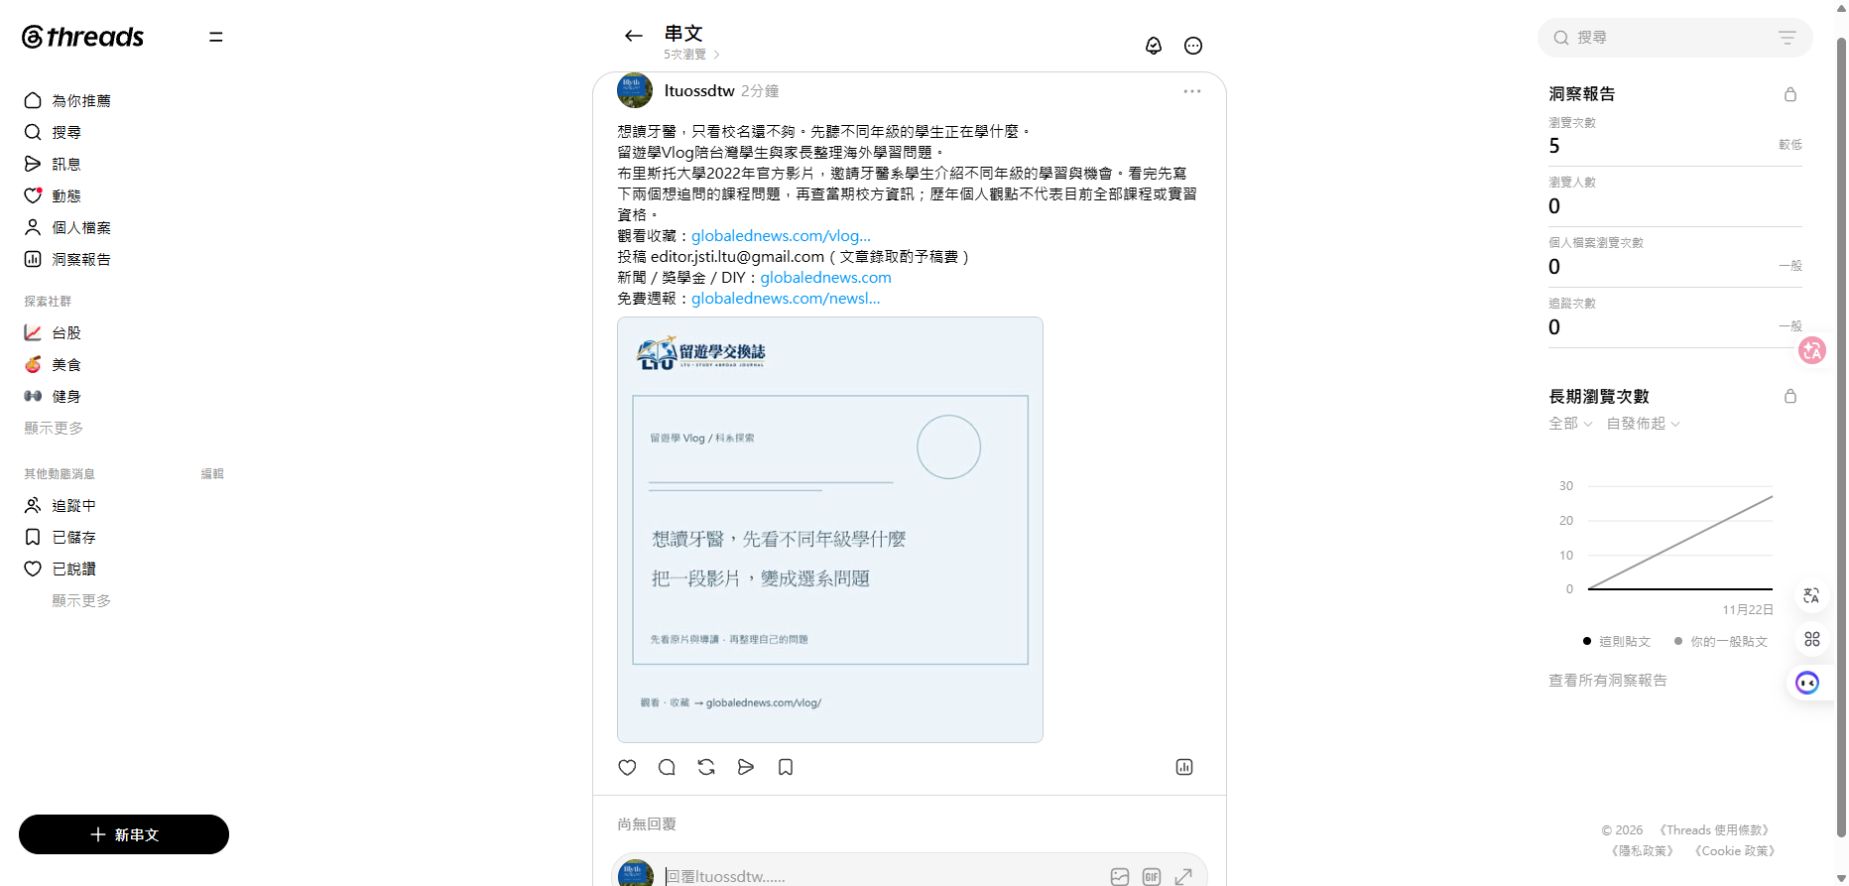 threads
為你推薦
搜尋
訊息
動態
個人檔案
洞察報告
探索社群
台股
美食
健身
顯示更多
其他動態消息
編輯
追蹤中
已儲存
已說讚
顯示更多
新串文
串文
5次瀏覽
ltuossdtw 2分鐘
想讀牙醫，只看校名還不夠。先聽不同年級的學生正在學什麼。
留遊學Vlog陪台灣學生與家長整理海外學習問題。
布里斯托大學2022年官方影片，邀請牙醫系學生介紹不同年級的學習與機會。看完先寫
下兩個想追問的課程問題，再查當期校方資訊；歷年個人觀點不代表目前全部課程或實習
資格。
觀看收藏：globalednews.com/vlog...
投稿 editor.jsti.ltu@gmail.com（文章錄取酌予稿費）
新聞 / 獎學金 / DIY：globalednews.com
免費週報：globalednews.com/newsl...
留遊學交換誌
LTU · STUDY ABROAD JOURNAL
LTU
留遊學 Vlog / 科系探索
想讀牙醫，先看不同年級學什麼
把一段影片，變成選系問題
先看原片與導讀，再整理自己的問題
觀看 · 收藏 → globalednews.com/vlog/
尚無回覆
回覆ltuossdtw......
GIF
搜尋
洞察報告
瀏覽次數
5 較低
瀏覽人數
0
個人檔案瀏覽次數
0 一般
追蹤次數
0 一般
長期瀏覽次數
全部 自發佈起
30
20
10
0
11月22日
這則貼文 你的一般貼文
查看所有洞察報告
© 2026 《Threads 使用條款》
《隱私政策》 《Cookie 政策》